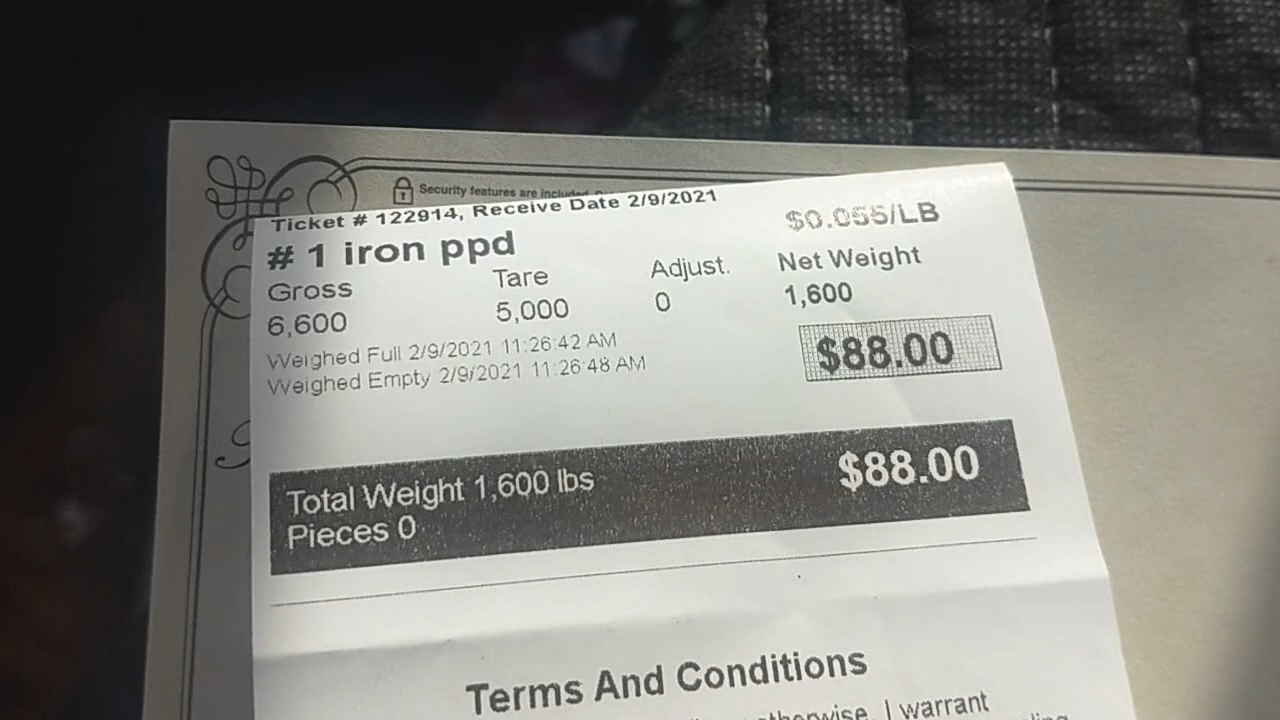 Security features are included.
Ticket # 122914, Receive Date 2/9/2021
# 1 iron ppd
$0.055/LB
Gross Tare Adjust. Net Weight
6,600 5,000 0 1,600
Weighed Full 2/9/2021 11:26:42 AM
Weighed Empty 2/9/2021 11:26:48 AM
$88.00
Total Weight 1,600 lbs $88.00
Pieces 0
Terms And Conditions
otherwise, I warrant